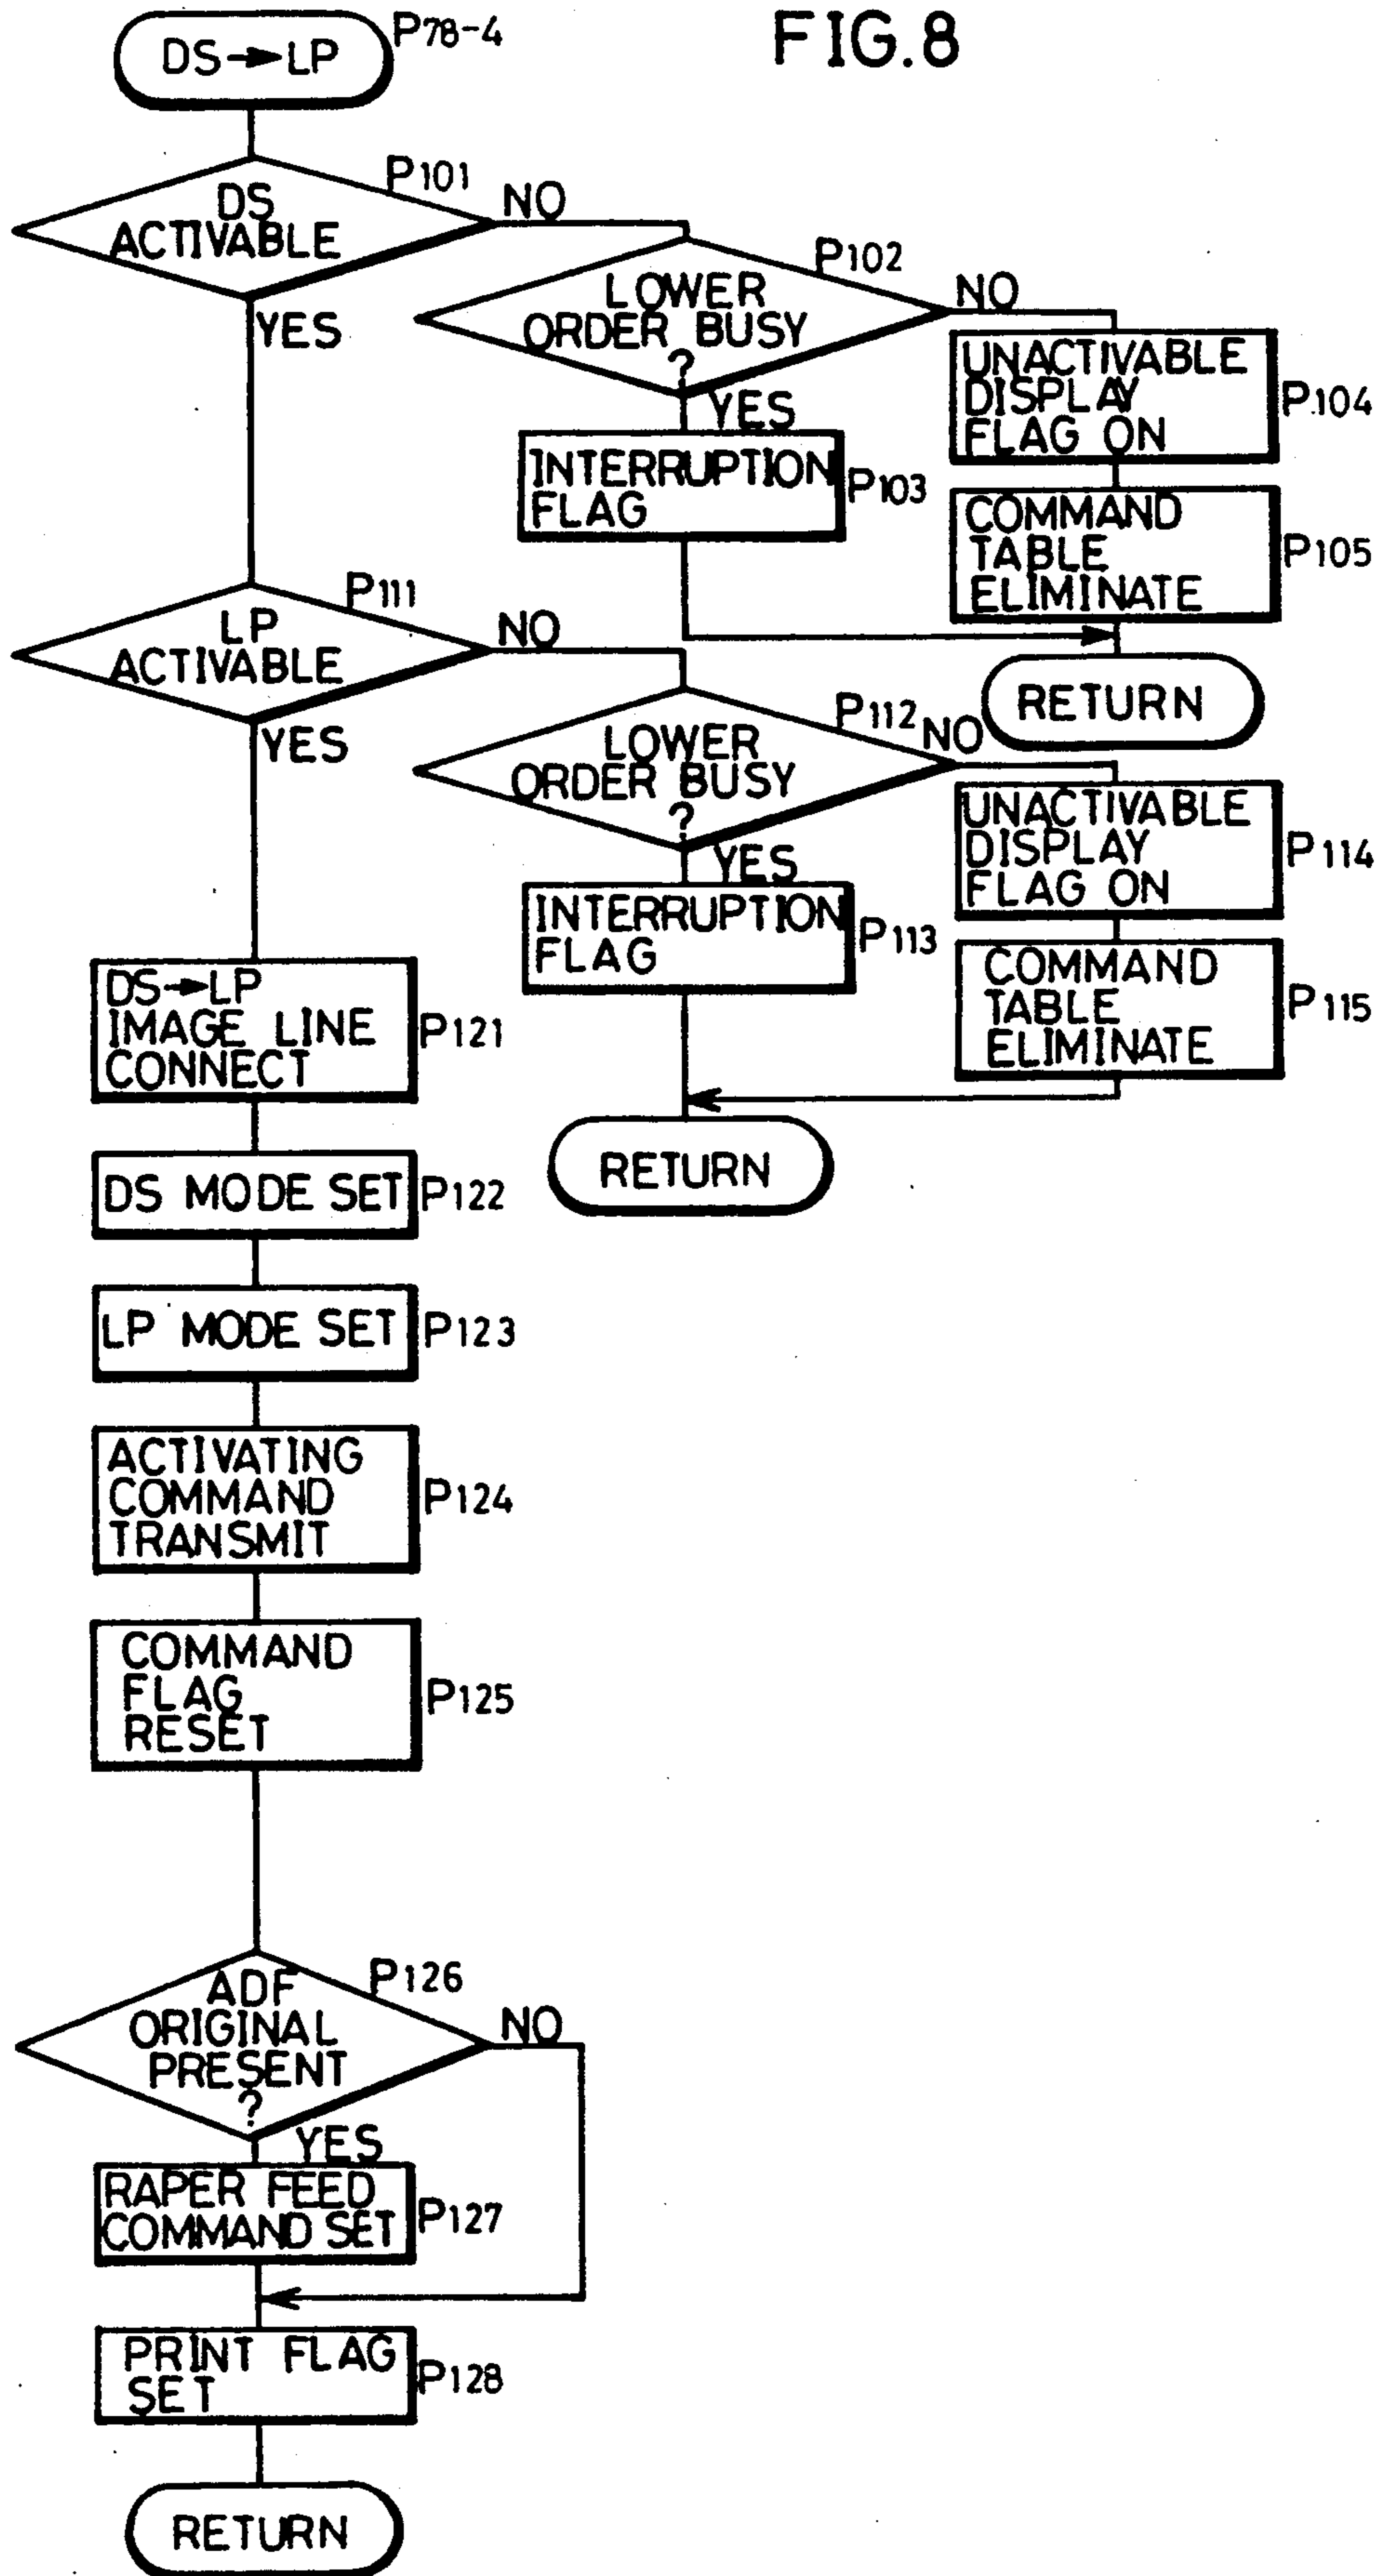 FIG.8
DS→LP
P78-4
DS
ACTIVABLE
P101
NO
YES
LOWER
ORDER BUSY
?
P102
NO
YES
INTERRUPTION
FLAG
P103
UNACTIVABLE
DISPLAY
FLAG ON
P104
COMMAND
TABLE
ELIMINATE
P105
RETURN
LP
ACTIVABLE
P111
NO
YES
LOWER
ORDER BUSY
?
P112
NO
YES
INTERRUPTION
FLAG
P113
UNACTIVABLE
DISPLAY
FLAG ON
P114
COMMAND
TABLE
ELIMINATE
P115
RETURN
DS→LP
IMAGE LINE
CONNECT
P121
DS MODE SET
P122
LP MODE SET
P123
ACTIVATING
COMMAND
TRANSMIT
P124
COMMAND
FLAG
RESET
P125
ADF
ORIGINAL
PRESENT
?
P126
NO
YES
RAPER FEED
COMMAND SET
P127
PRINT FLAG
SET
P128
RETURN